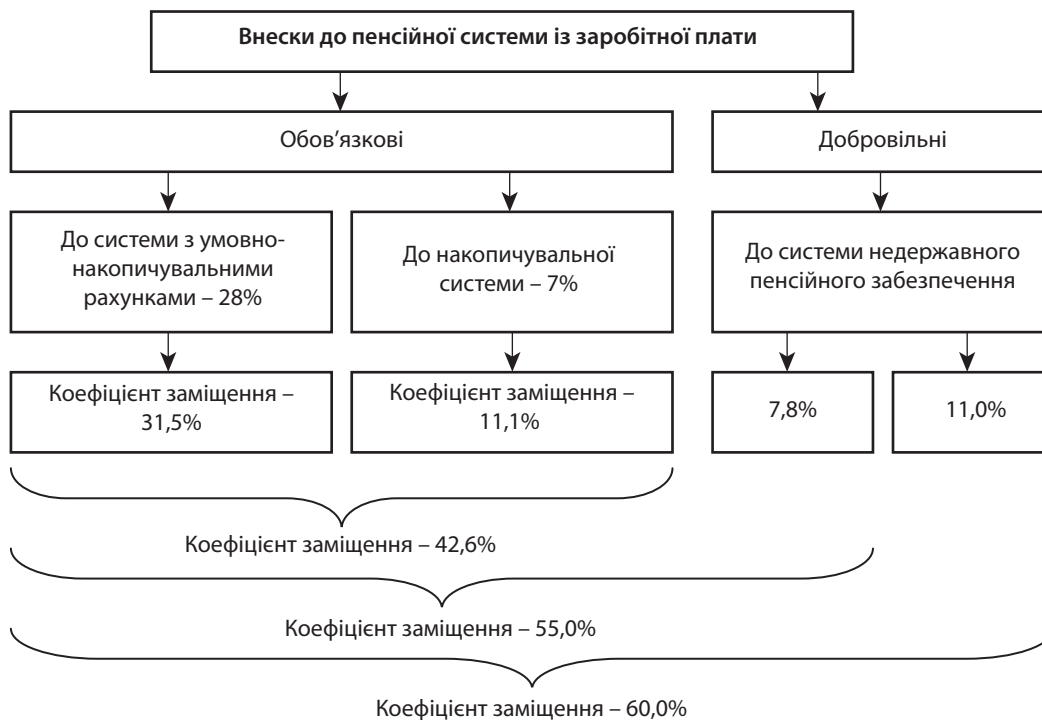 Внески до пенсійної системи із заробітної плати
Обов’язкові
Добровільні
До системи з умовно-
накопичувальними
рахунками – 28%
До накопичувальної
системи – 7%
До системи недержавного
пенсійного забезпечення
Коефіцієнт заміщення –
31,5%
Коефіцієнт заміщення –
11,1%
7,8%
11,0%
Коефіцієнт заміщення – 42,6%
Коефіцієнт заміщення – 55,0%
Коефіцієнт заміщення – 60,0%